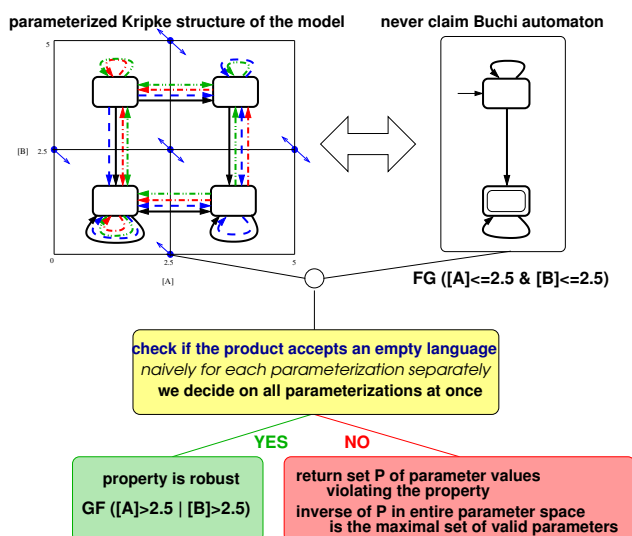 parameterized Kripke structure of the model
never claim Buchi automaton
5
[B]
2.5
0
2.5
5
[A]
FG ([A]<=2.5 & [B]<=2.5)
check if the product accepts an empty language
naively for each parameterization separately
we decide on all parameterizations at once
YES
NO
property is robust
GF ([A]>2.5 | [B]>2.5)
return set P of parameter values
violating the property
inverse of P in entire parameter space
is the maximal set of valid parameters